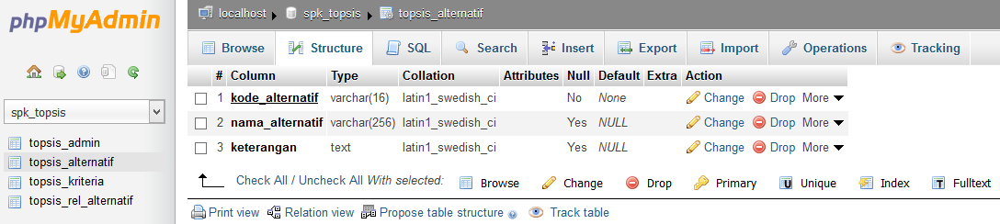 phpMyAdmin
spk_topsis
topsis_admin
topsis_alternatif
topsis_kriteria
topsis_rel_alternatif
localhost spk_topsis topsis_alternatif
Browse Structure SQL Search Insert Export Import Operations Tracking
# Column Type Collation Attributes Null Default Extra Action
1 kode_alternatif varchar(16) latin1_swedish_ci No None Change Drop More
2 nama_alternatif varchar(256) latin1_swedish_ci Yes NULL Change Drop More
3 keterangan text latin1_swedish_ci Yes NULL Change Drop More
Check All / Uncheck All With selected: Browse Change Drop Primary Unique Index Fulltext
Print view Relation view Propose table structure Track table